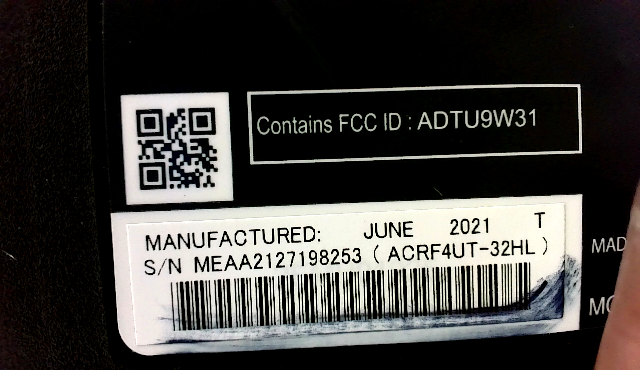 Contains FCC ID : ADTU9W31
MANUFACTURED: JUNE 2021 T
S/N MEAA2127198253 ( ACRF4UT-32HL )